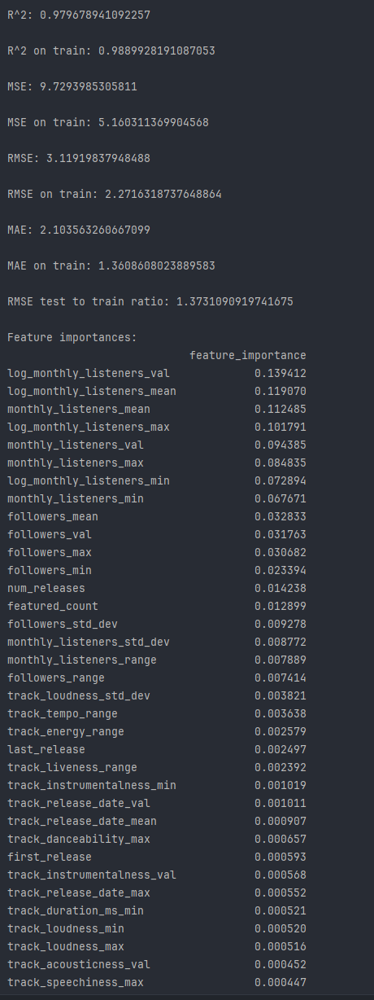 R^2: 0.979678941092257
R^2 on train: 0.9889928191087053
MSE: 9.7293985305811
MSE on train: 5.160311369904568
RMSE: 3.11919837948488
RMSE on train: 2.2716318737648864
MAE: 2.103563260667099
MAE on train: 1.3608608023889583
RMSE test to train ratio: 1.3731090919741675
Feature importances:
feature_importance
log_monthly_listeners_val 0.139412
log_monthly_listeners_mean 0.119070
monthly_listeners_mean 0.112485
log_monthly_listeners_max 0.101791
monthly_listeners_val 0.094385
monthly_listeners_max 0.084835
log_monthly_listeners_min 0.072894
monthly_listeners_min 0.067671
followers_mean 0.032833
followers_val 0.031763
followers_max 0.030682
followers_min 0.023394
num_releases 0.014238
featured_count 0.012899
followers_std_dev 0.009278
monthly_listeners_std_dev 0.008772
monthly_listeners_range 0.007889
followers_range 0.007414
track_loudness_std_dev 0.003821
track_tempo_range 0.003638
track_energy_range 0.002579
last_release 0.002497
track_liveness_range 0.002392
track_instrumentalness_min 0.001019
track_release_date_val 0.001011
track_release_date_mean 0.000907
track_danceability_max 0.000657
first_release 0.000593
track_instrumentalness_val 0.000568
track_release_date_max 0.000552
track_duration_ms_min 0.000521
track_loudness_min 0.000520
track_loudness_max 0.000516
track_acousticness_val 0.000452
track_speechiness_max 0.000447